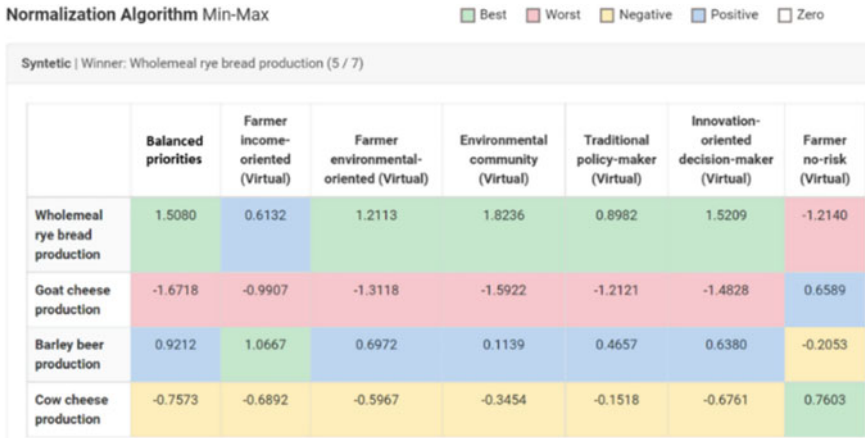 Normalization Algorithm Min-Max
Best Worst Negative Positive Zero
Syntetic | Winner: Wholemeal rye bread production (5 / 7)
Balanced
priorities
Farmer
income-
oriented
(Virtual)
Farmer
environmental-
oriented (Virtual)
Environmental
community
(Virtual)
Traditional
policy-maker
(Virtual)
Innovation-
oriented
decision-maker
(Virtual)
Farmer
no-risk
(Virtual)
Wholemeal
rye bread
production
1.5080 0.6132 1.2113 1.8236 0.8982 1.5209 -1.2140
Goat cheese
production
-1.6718 -0.9907 -1.3118 -1.5922 -1.2121 -1.4828 0.6589
Barley beer
production
0.9212 1.0667 0.6972 0.1139 0.4657 0.6380 -0.2053
Cow cheese
production
-0.7573 -0.6892 -0.5967 -0.3454 -0.1518 -0.6761 0.7603